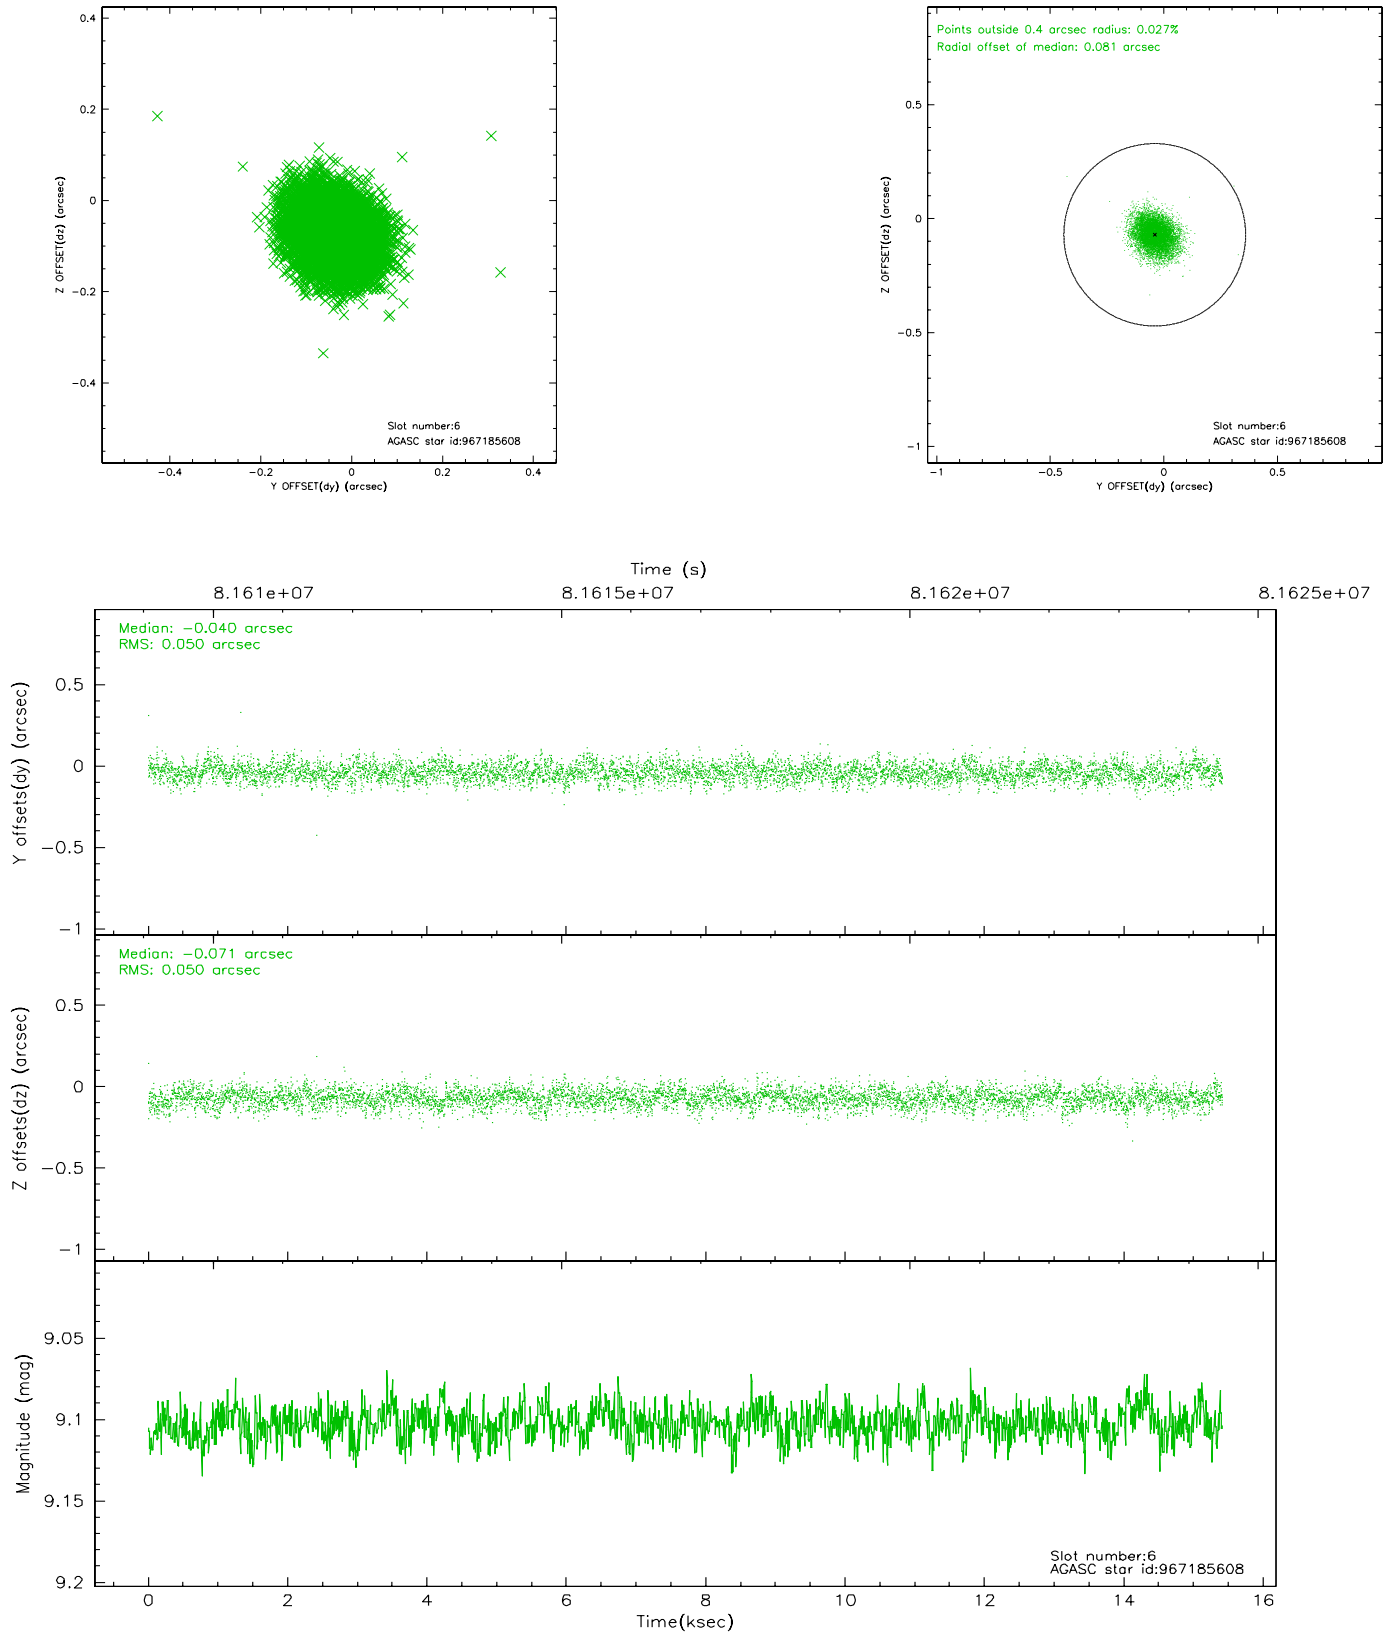 0.4
0.2
0
−0.2
−0.4
Z OFFSET(dz) (arcsec)
Slot number:6
AGASC star id:967185608
−0.4 −0.2 0 0.2 0.4
Y OFFSET(dy) (arcsec)
Points outside 0.4 arcsec radius: 0.027%
Radial offset of median: 0.081 arcsec
0.5
0
−0.5
−1
Z OFFSET(dz) (arcsec)
Slot number:6
AGASC star id:967185608
−1 −0.5 0 0.5
Y OFFSET(dy) (arcsec)
Time (s)
8.161e+07 8.1615e+07 8.162e+07 8.1625e+07
Median: −0.040 arcsec
RMS: 0.050 arcsec
0.5
0
−0.5
−1
Y offsets(dy) (arcsec)
Median: −0.071 arcsec
RMS: 0.050 arcsec
0.5
0
−0.5
−1
Z offsets(dz) (arcsec)
9.05
9.1
9.15
9.2
Magnitude (mag)
Slot number:6
AGASC star id:967185608
0 2 4 6 8 10 12 14 16
Time(ksec)